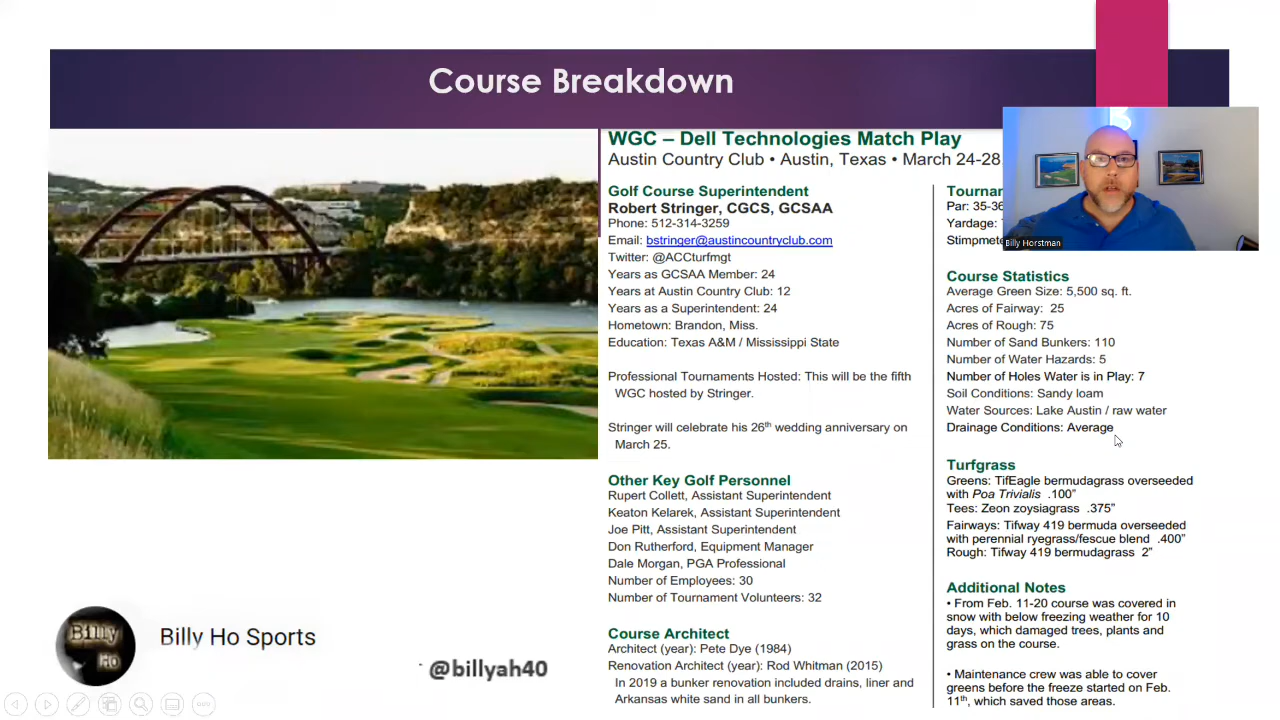 Course Breakdown
WGC – Dell Technologies Match Play
Austin Country Club • Austin, Texas • March 24-28
Golf Course Superintendent
Robert Stringer, CGCS, GCSAA
Phone: 512-314-3259
Email: bstringer@austincountryclub.com
Twitter: @ACCturfmgt
Years as GCSAA Member: 24
Years at Austin Country Club: 12
Years as a Superintendent: 24
Hometown: Brandon, Miss.
Education: Texas A&M / Mississippi State
Professional Tournaments Hosted: This will be the fifth
WGC hosted by Stringer.
Stringer will celebrate his 26th wedding anniversary on
March 25.
Other Key Golf Personnel
Rupert Collett, Assistant Superintendent
Keaton Kelarek, Assistant Superintendent
Joe Pitt, Assistant Superintendent
Don Rutherford, Equipment Manager
Dale Morgan, PGA Professional
Number of Employees: 30
Number of Tournament Volunteers: 32
Course Architect
Architect (year): Pete Dye (1984)
Renovation Architect (year): Rod Whitman (2015)
In 2019 a bunker renovation included drains, liner and
Arkansas white sand in all bunkers.
Par: 35-36
Yardage:
Billy Horstman
Course Statistics
Average Green Size: 5,500 sq. ft.
Acres of Fairway: 25
Acres of Rough: 75
Number of Sand Bunkers: 110
Number of Water Hazards: 5
Number of Holes Water is in Play: 7
Soil Conditions: Sandy loam
Water Sources: Lake Austin / raw water
Drainage Conditions: Average
Turfgrass
Greens: TifEagle bermudagrass overseeded
with Poa Trivialis .100”
Tees: Zeon zoysiagrass .375”
Fairways: Tifway 419 bermuda overseeded
with perennial ryegrass/fescue blend .400”
Rough: Tifway 419 bermudagrass 2”
Additional Notes
• From Feb. 11-20 course was covered in
snow with below freezing weather for 10
days, which damaged trees, plants and
grass on the course.
• Maintenance crew was able to cover
greens before the freeze started on Feb.
11th, which saved those areas.
Billy Ho
Billy Ho Sports
@billyah40